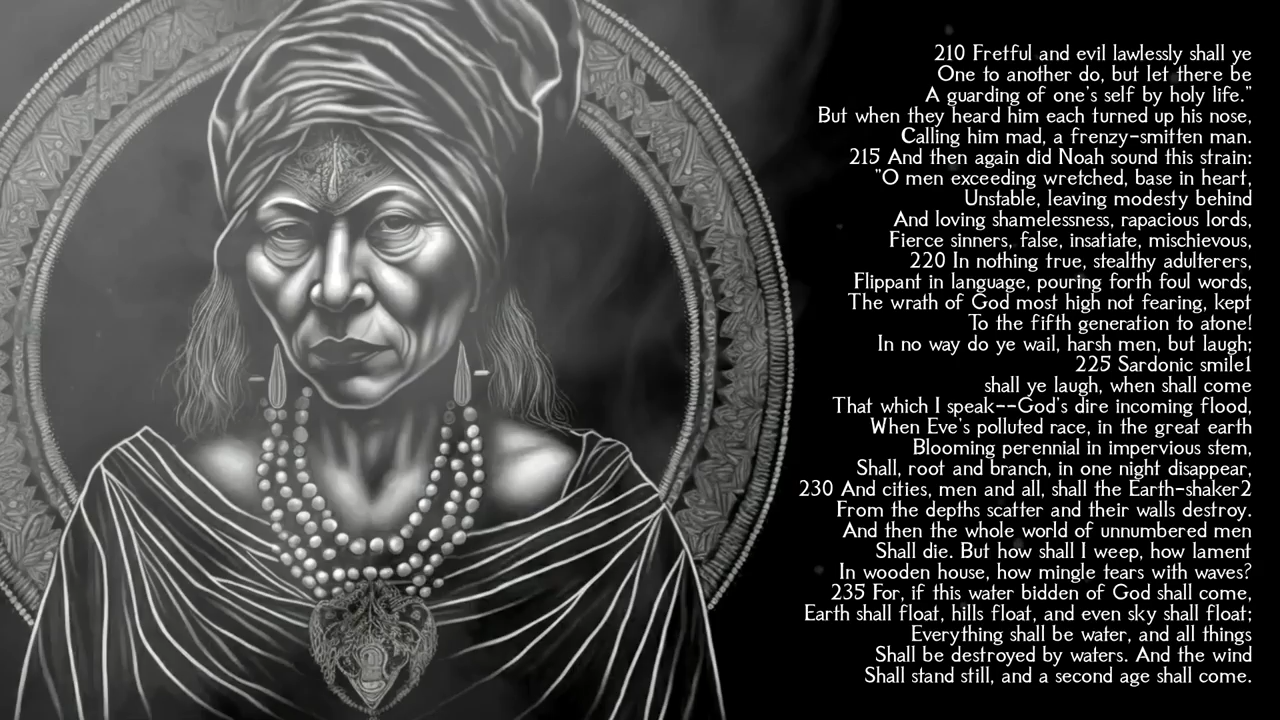 210 Fretful and evil lawlessly shall ye
One to another do, but let there be
A guarding of one's self by holy life."
But when they heard him each turned up his nose,
Calling him mad, a frenzy-smitten man.
215 And then again did Noah sound this strain:
"O men exceeding wretched, base in heart,
Unstable, leaving modesty behind
And loving shamelessness, rapacious lords,
Fierce sinners, false, insatiate, mischievous,
220 In nothing true, stealthy adulterers,
Flippant in language, pouring forth foul words,
The wrath of God most high not fearing, kept
To the fifth generation to atone!
In no way do ye wail, harsh men, but laugh;
225 Sardonic smile1
shall ye laugh, when shall come
That which I speak--God's dire incoming flood,
When Eve's polluted race, in the great earth
Blooming perennial in impervious stem,
Shall, root and branch, in one night disappear,
230 And cities, men and all, shall the Earth-shaker2
From the depths scatter and their walls destroy.
And then the whole world of unnumbered men
Shall die. But how shall I weep, how lament
In wooden house, how mingle tears with waves?
235 For, if this water bidden of God shall come,
Earth shall float, hills float, and even sky shall float;
Everything shall be water, and all things
Shall be destroyed by waters. And the wind
Shall stand still, and a second age shall come.